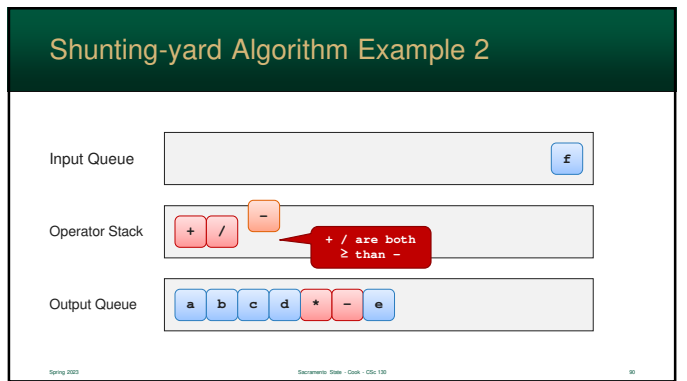 Shunting-yard Algorithm Example 2
Input Queue
f
−
Operator Stack
+ /
+ / are both
≥ than −
Output Queue
a b c d * − e
Spring 2023
Sacramento State - Cook - CSc 130
90